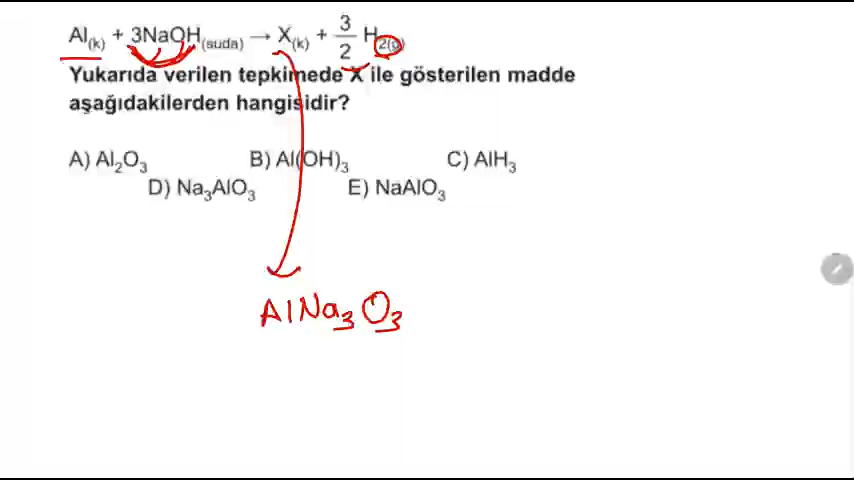 Al(k) + 3NaOH(suda) → X(k) + 3/2 H2(g)
Yukarıda verilen tepkimede X ile gösterilen madde
aşağıdakilerden hangisidir?
A) Al2O3 B) Al(OH)3 C) AlH3
D) Na3AlO3 E) NaAlO3
AlNa3O3